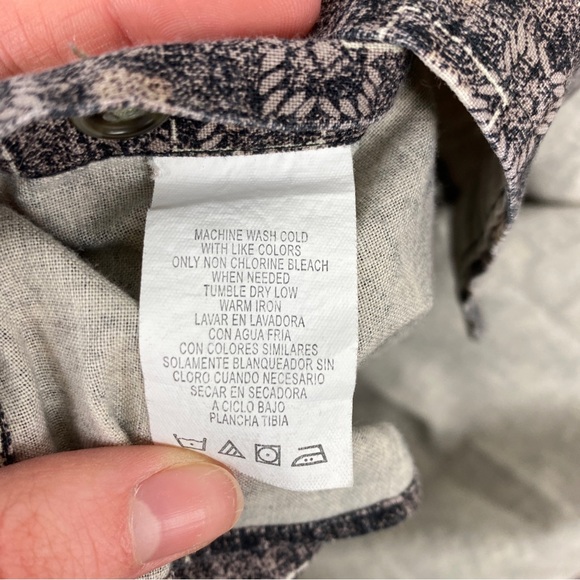 MACHINE WASH COLD
WITH LIKE COLORS
ONLY NON CHLORINE BLEACH
WHEN NEEDED
TUMBLE DRY LOW
WARM IRON
LAVAR EN LAVADORA
CON AGUA FRIA
CON COLORES SIMILARES
SOLAMENTE BLANQUEADOR SIN
CLORO CUANDO NECESARIO
SECAR EN SECADORA
A CICLO BAJO
PLANCHA TIBIA